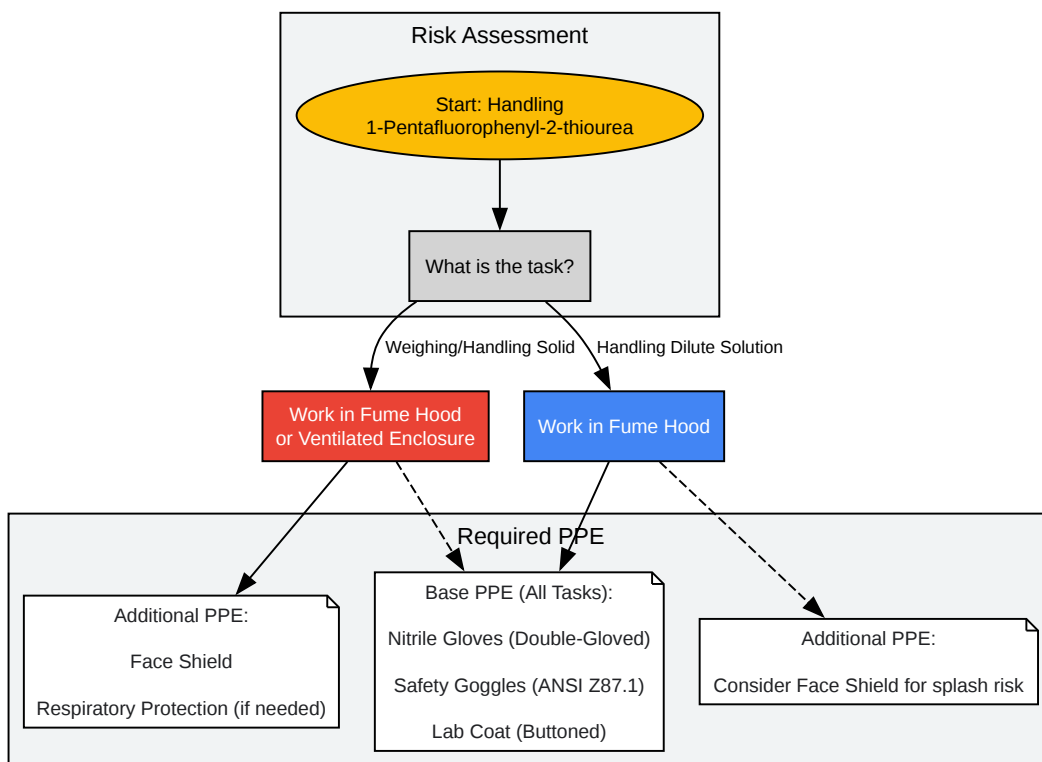 Risk Assessment
Start: Handling
1-Pentafluorophenyl-2-thiourea
What is the task?
Weighing/Handling Solid
Handling Dilute Solution
Work in Fume Hood
or Ventilated Enclosure
Work in Fume Hood
Required PPE
Additional PPE:
Face Shield
Respiratory Protection (if needed)
Base PPE (All Tasks):
Nitrile Gloves (Double-Gloved)
Safety Goggles (ANSI Z87.1)
Lab Coat (Buttoned)
Additional PPE:
Consider Face Shield for splash risk